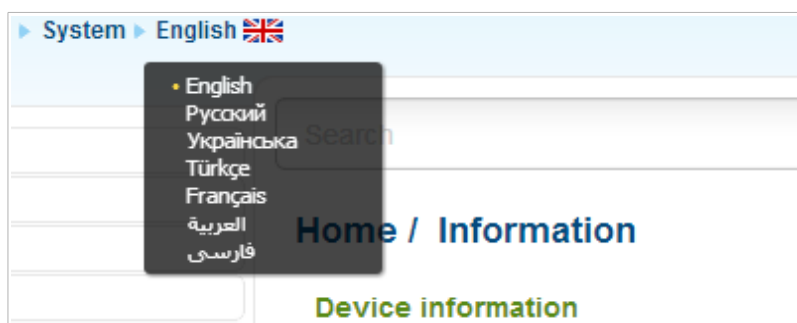 System English
• English
Русский
Українська
Search
Türkçe
Français
العربية
فارسی
Home / Information
Device information